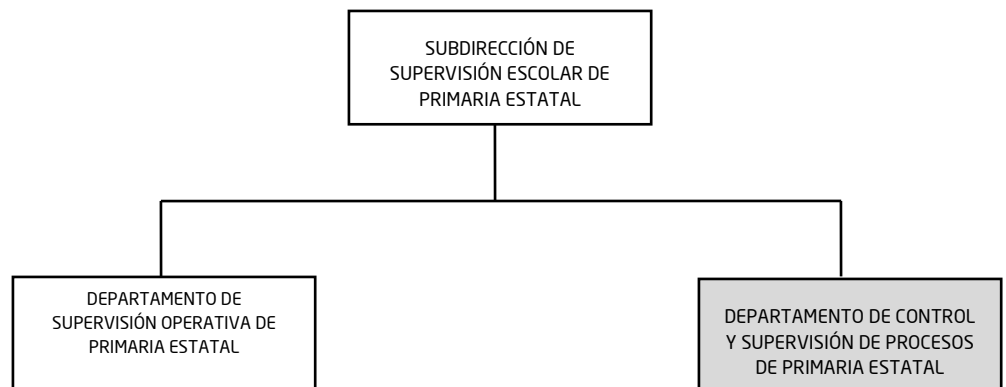 SUBDIRECCIÓN DE
SUPERVISIÓN ESCOLAR DE
PRIMARIA ESTATAL
DEPARTAMENTO DE
SUPERVISIÓN OPERATIVA DE
PRIMARIA ESTATAL
DEPARTAMENTO DE CONTROL
Y SUPERVISIÓN DE PROCESOS
DE PRIMARIA ESTATAL